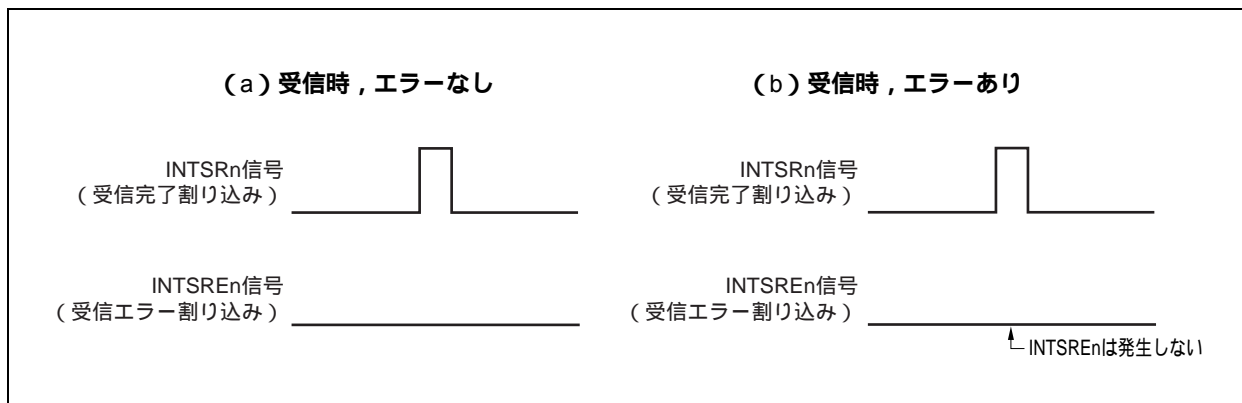 （a）受信時，エラーなし
INTSRn信号
（受信完了割り込み）
INTSREn信号
（受信エラー割り込み）
（b）受信時，エラーあり
INTSRn信号
（受信完了割り込み）
INTSREn信号
（受信エラー割り込み）
INTSREnは発生しない